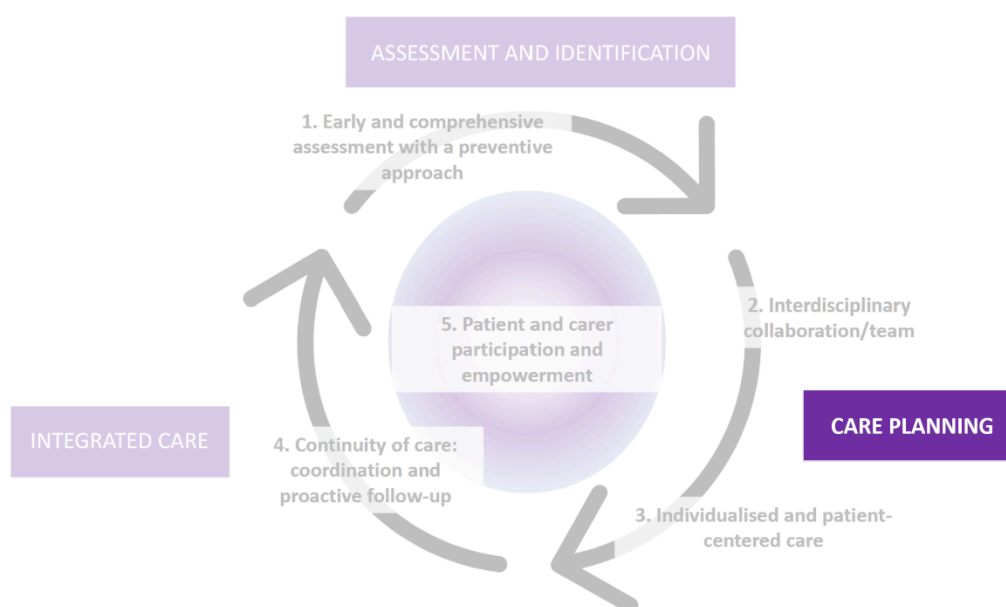 ASSESSMENT AND IDENTIFICATION
1. Early and comprehensive
assessment with a preventive
approach
2. Interdisciplinary
collaboration/team
5. Patient and carer
participation and
empowerment
CARE PLANNING
INTEGRATED CARE
4. Continuity of care:
coordination and
proactive follow-up
3. Individualised and patient-
centered care